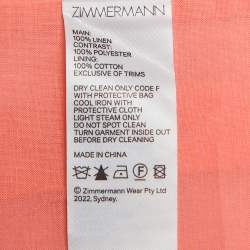 ZIMMERMANN
MAIN:
100% LINEN
CONTRAST:
100% POLYESTER
LINING:
100% COTTON
EXCLUSIVE OF TRIMS
DRY CLEAN ONLY CODE F
WITH PROTECTIVE BAG
COOL IRON WITH
PROTECTIVE CLOTH
LIGHT STEAM ONLY
DO NOT SPOT CLEAN
TURN GARMENT INSIDE OUT
BEFORE DRY CLEANING
MADE IN CHINA
© Zimmermann Wear Pty Ltd
2022, Sydney.